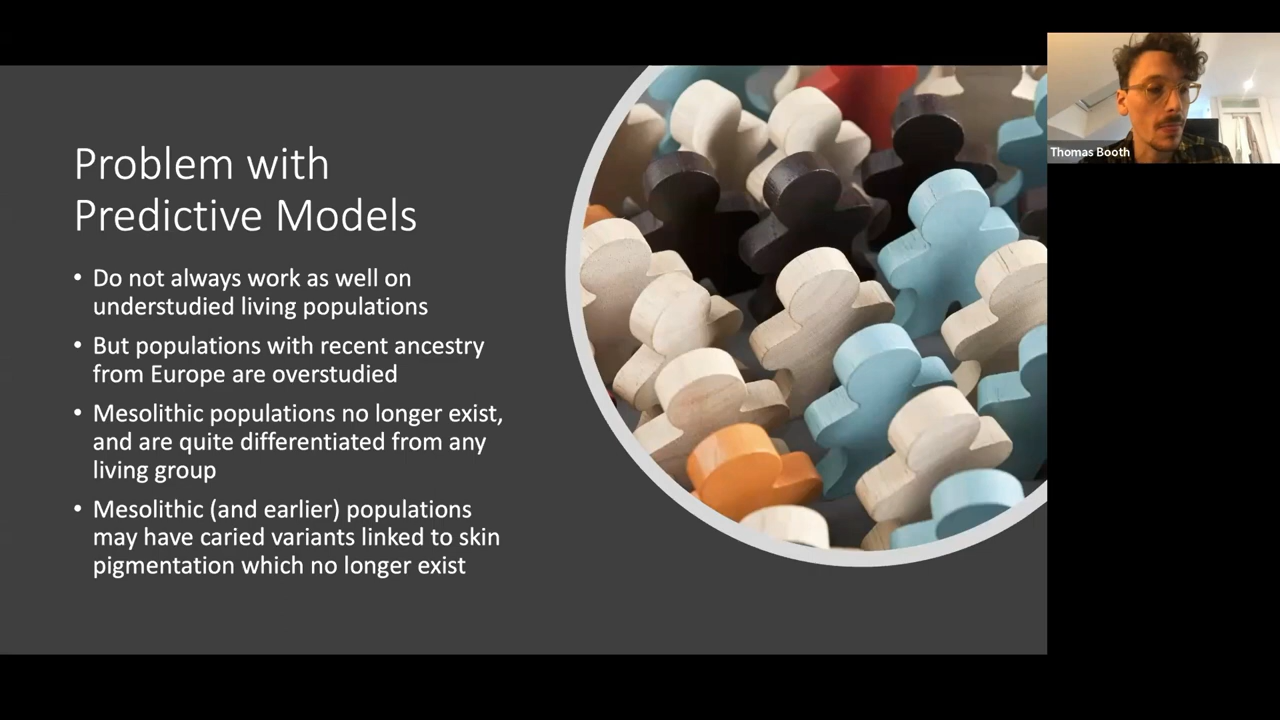 Problem with
Predictive Models
• Do not always work as well on
understudied living populations
• But populations with recent ancestry
from Europe are overstudied
• Mesolithic populations no longer exist,
and are quite differentiated from any
living group
• Mesolithic (and earlier) populations
may have caried variants linked to skin
pigmentation which no longer exist
Thomas Booth